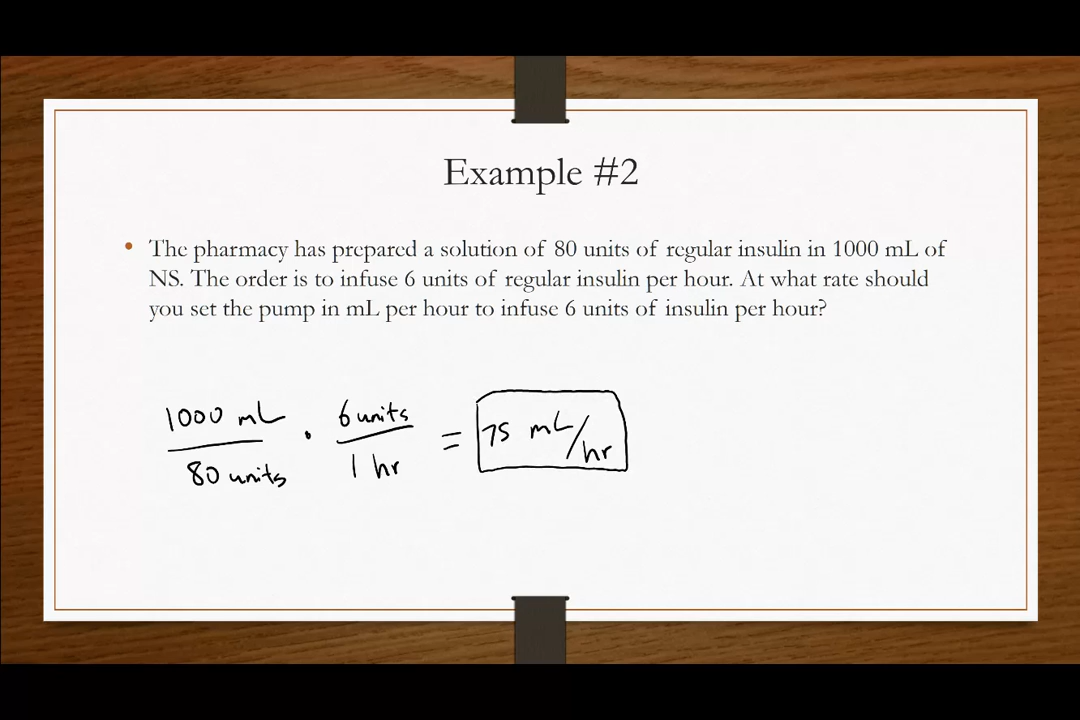 Example #2
• The pharmacy has prepared a solution of 80 units of regular insulin in 1000 mL of
NS. The order is to infuse 6 units of regular insulin per hour. At what rate should
you set the pump in mL per hour to infuse 6 units of insulin per hour?
1000 mL / 80 units · 6 units / 1 hr = 75 mL/hr